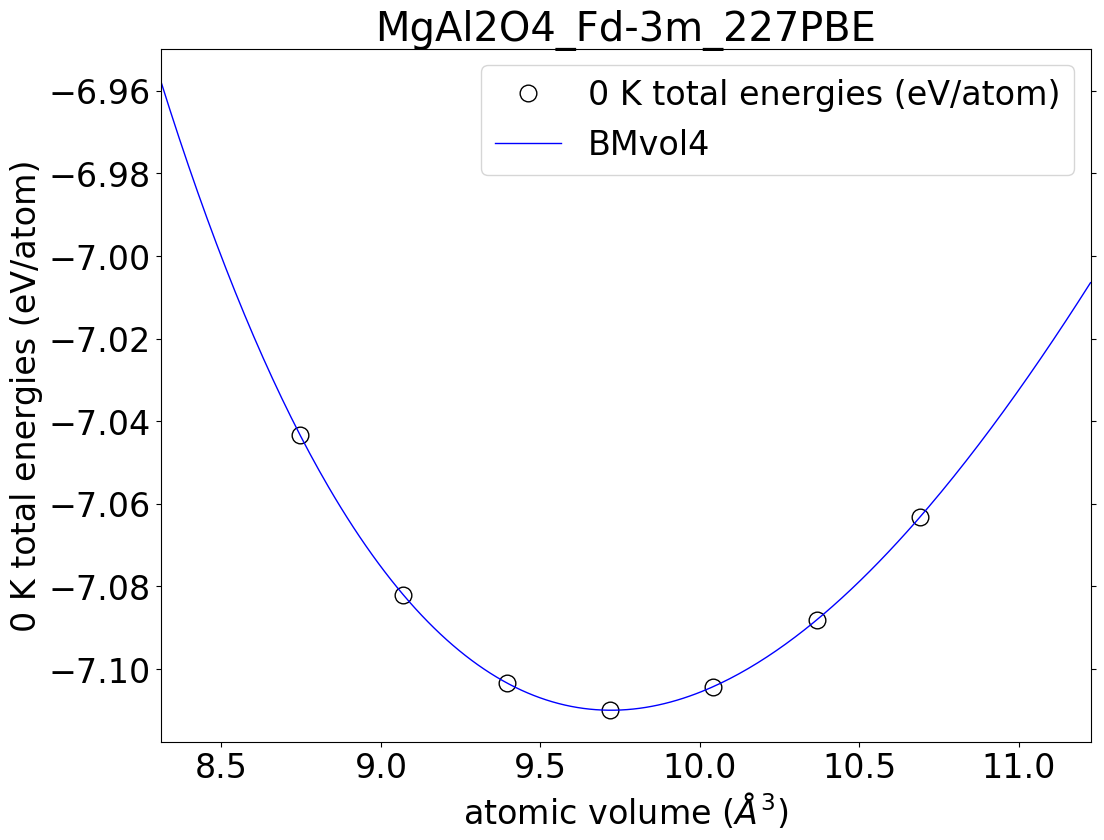 MgAl2O4_Fd-3m_227PBE
0 K total energies (eV/atom)
BMvol4
0 K total energies (eV/atom)
−6.96
−6.98
−7.00
−7.02
−7.04
−7.06
−7.08
−7.10
8.5 9.0 9.5 10.0 10.5 11.0
atomic volume (Å³)